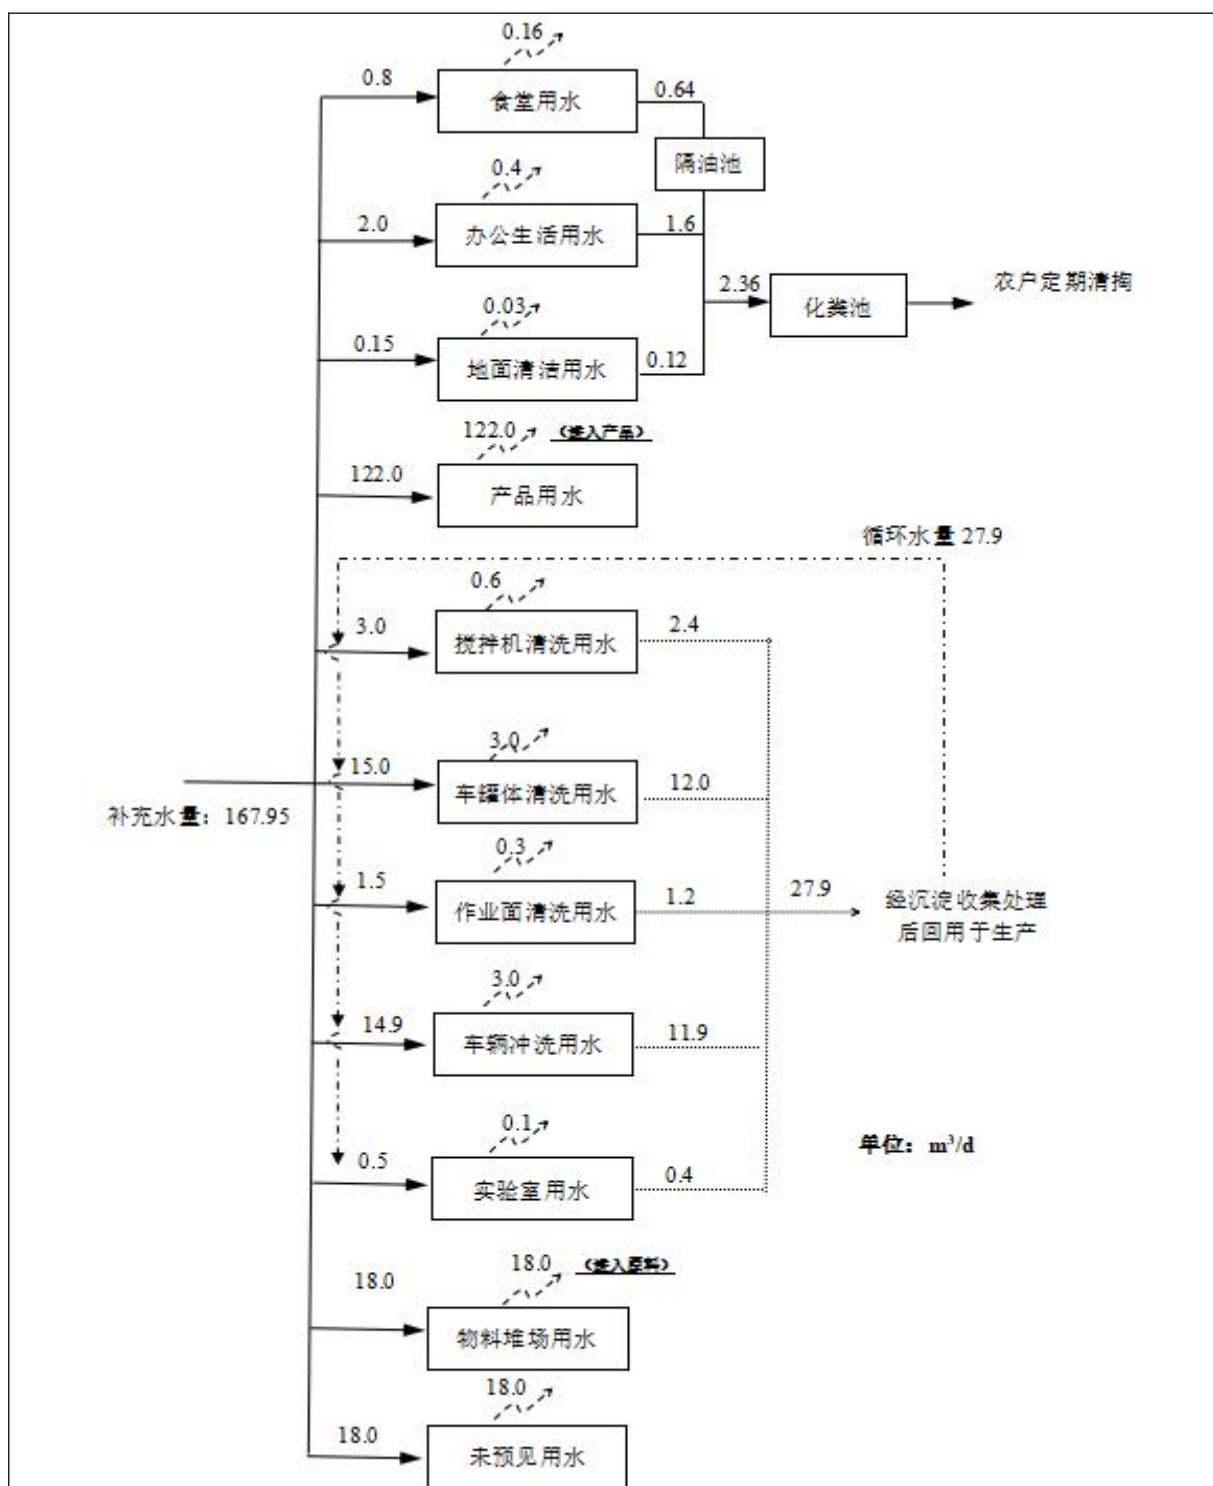 0.16
0.8
食堂用水
0.64
隔油池
0.4
2.0
办公生活用水
1.6
2.36
化粪池
农户定期清掏
0.03
0.15
地面清洁用水
0.12
122.0
（进入产品）
122.0
产品用水
循环水量 27.9
0.6
3.0
搅拌机清洗用水
2.4
3.0
15.0
车罐体清洗用水
12.0
补充水量：167.95
0.3
1.5
作业面清洗用水
1.2
27.9
经沉淀收集处理
后回用于生产
3.0
14.9
车辆冲洗用水
11.9
0.1
0.5
实验室用水
0.4
单位：m³/d
18.0
（进入原料）
18.0
物料堆场用水
18.0
18.0
未预见用水